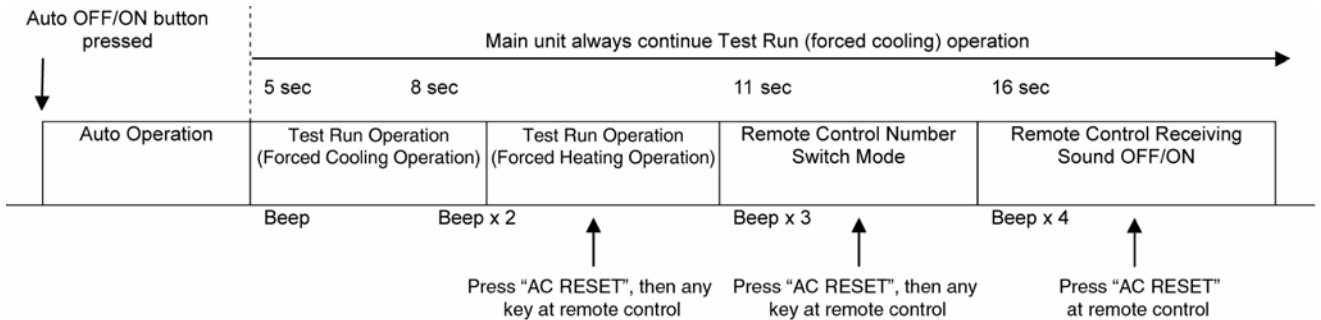 Auto OFF/ON button
pressed
Main unit always continue Test Run (forced cooling) operation
5 sec
8 sec
11 sec
16 sec
Auto Operation
Test Run Operation
(Forced Cooling Operation)
Test Run Operation
(Forced Heating Operation)
Remote Control Number
Switch Mode
Remote Control Receiving
Sound OFF/ON
Beep
Beep x 2
Beep x 3
Beep x 4
Press “AC RESET”, then any
key at remote control
Press “AC RESET”, then any
key at remote control
Press “AC RESET”
at remote control